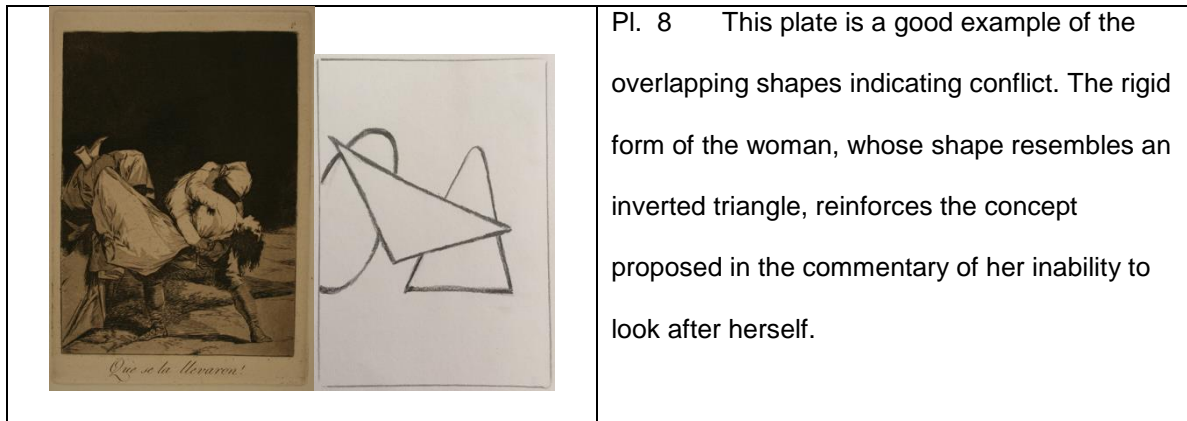 Pl. 8 This plate is a good example of the
overlapping shapes indicating conflict. The rigid
form of the woman, whose shape resembles an
inverted triangle, reinforces the concept
proposed in the commentary of her inability to
look after herself.
Que se la llevaron!